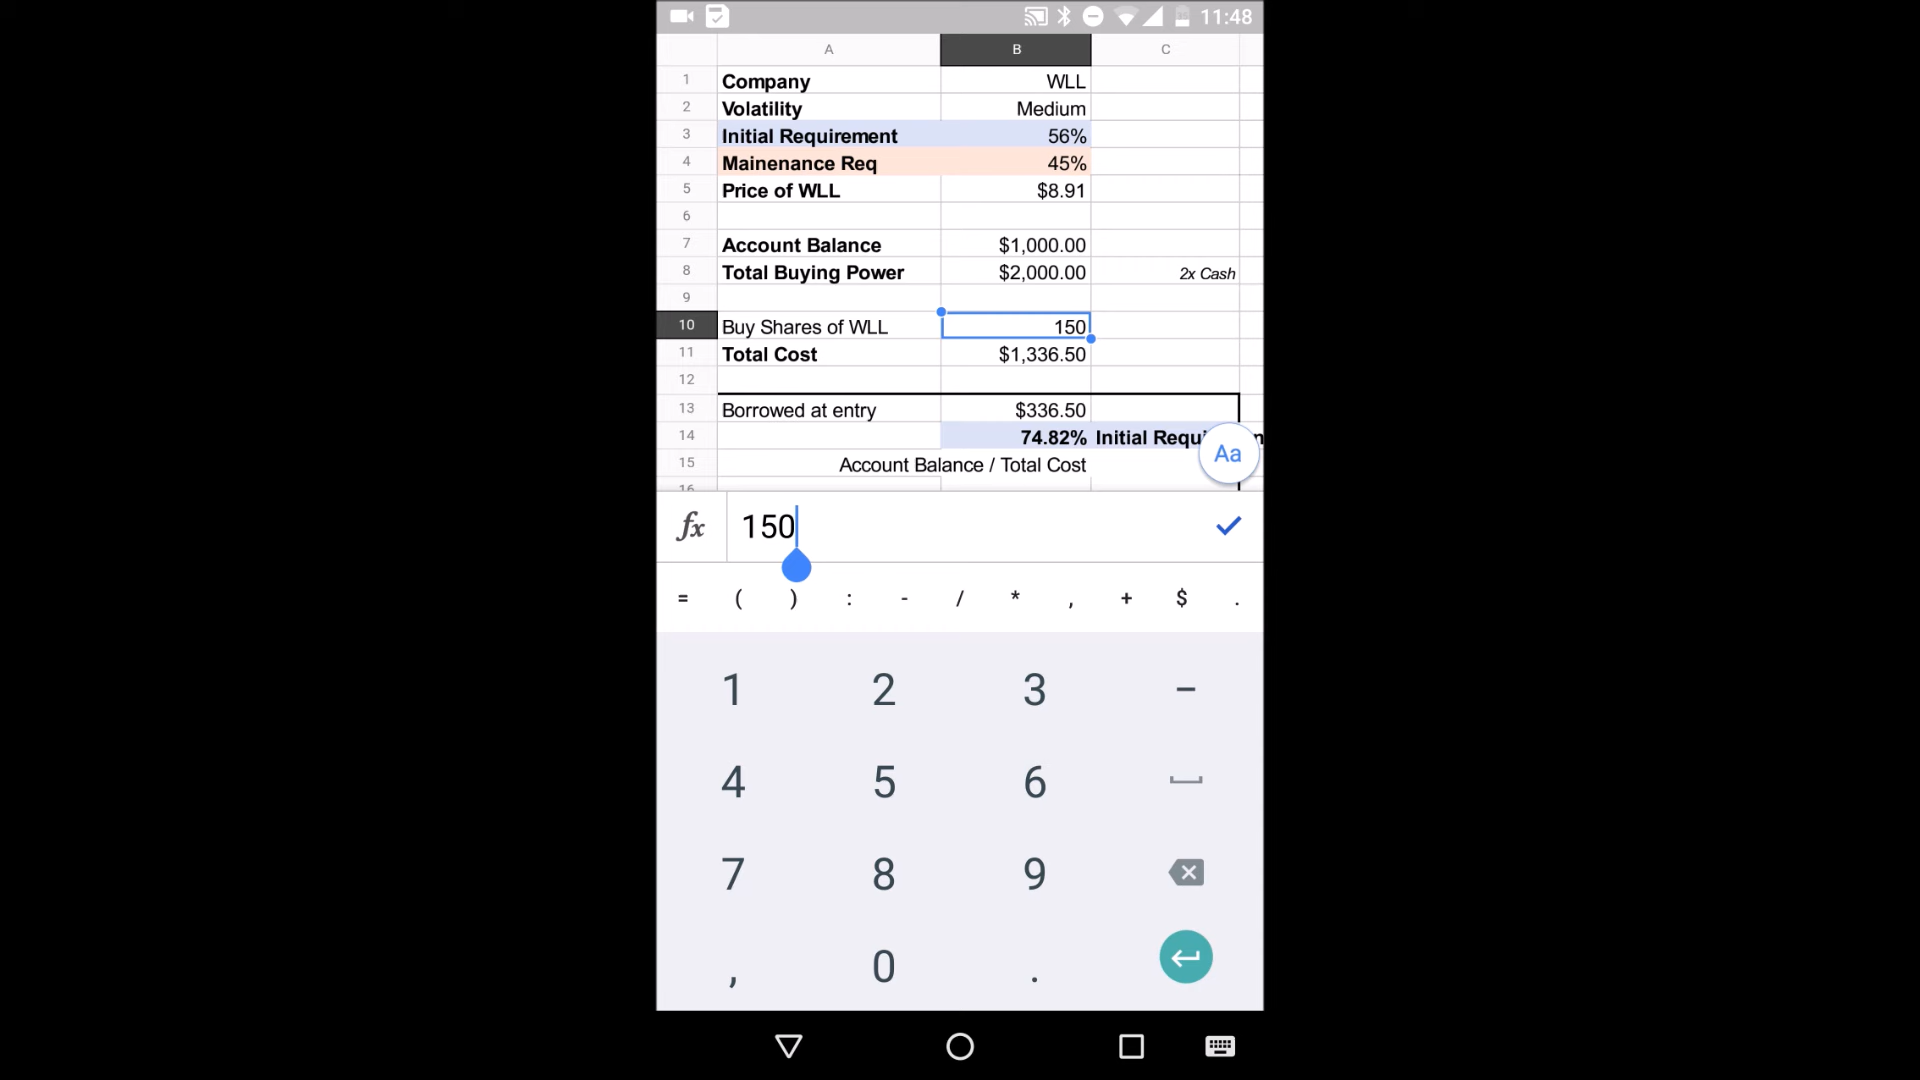 11:48
A B C
1 Company WLL
2 Volatility Medium
3 Initial Requirement 56%
4 Mainenance Req 45%
5 Price of WLL $8.91
6
7 Account Balance $1,000.00
8 Total Buying Power $2,000.00 2x Cash
9
10 Buy Shares of WLL 150
11 Total Cost $1,336.50
12
13 Borrowed at entry $336.50
14 74.82% Initial
15 Account Balance / Total Cost
16
Aa
fx 150
= ( ) : - / * , + $ .
1 2 3 −
4 5 6
7 8 9
, 0 .